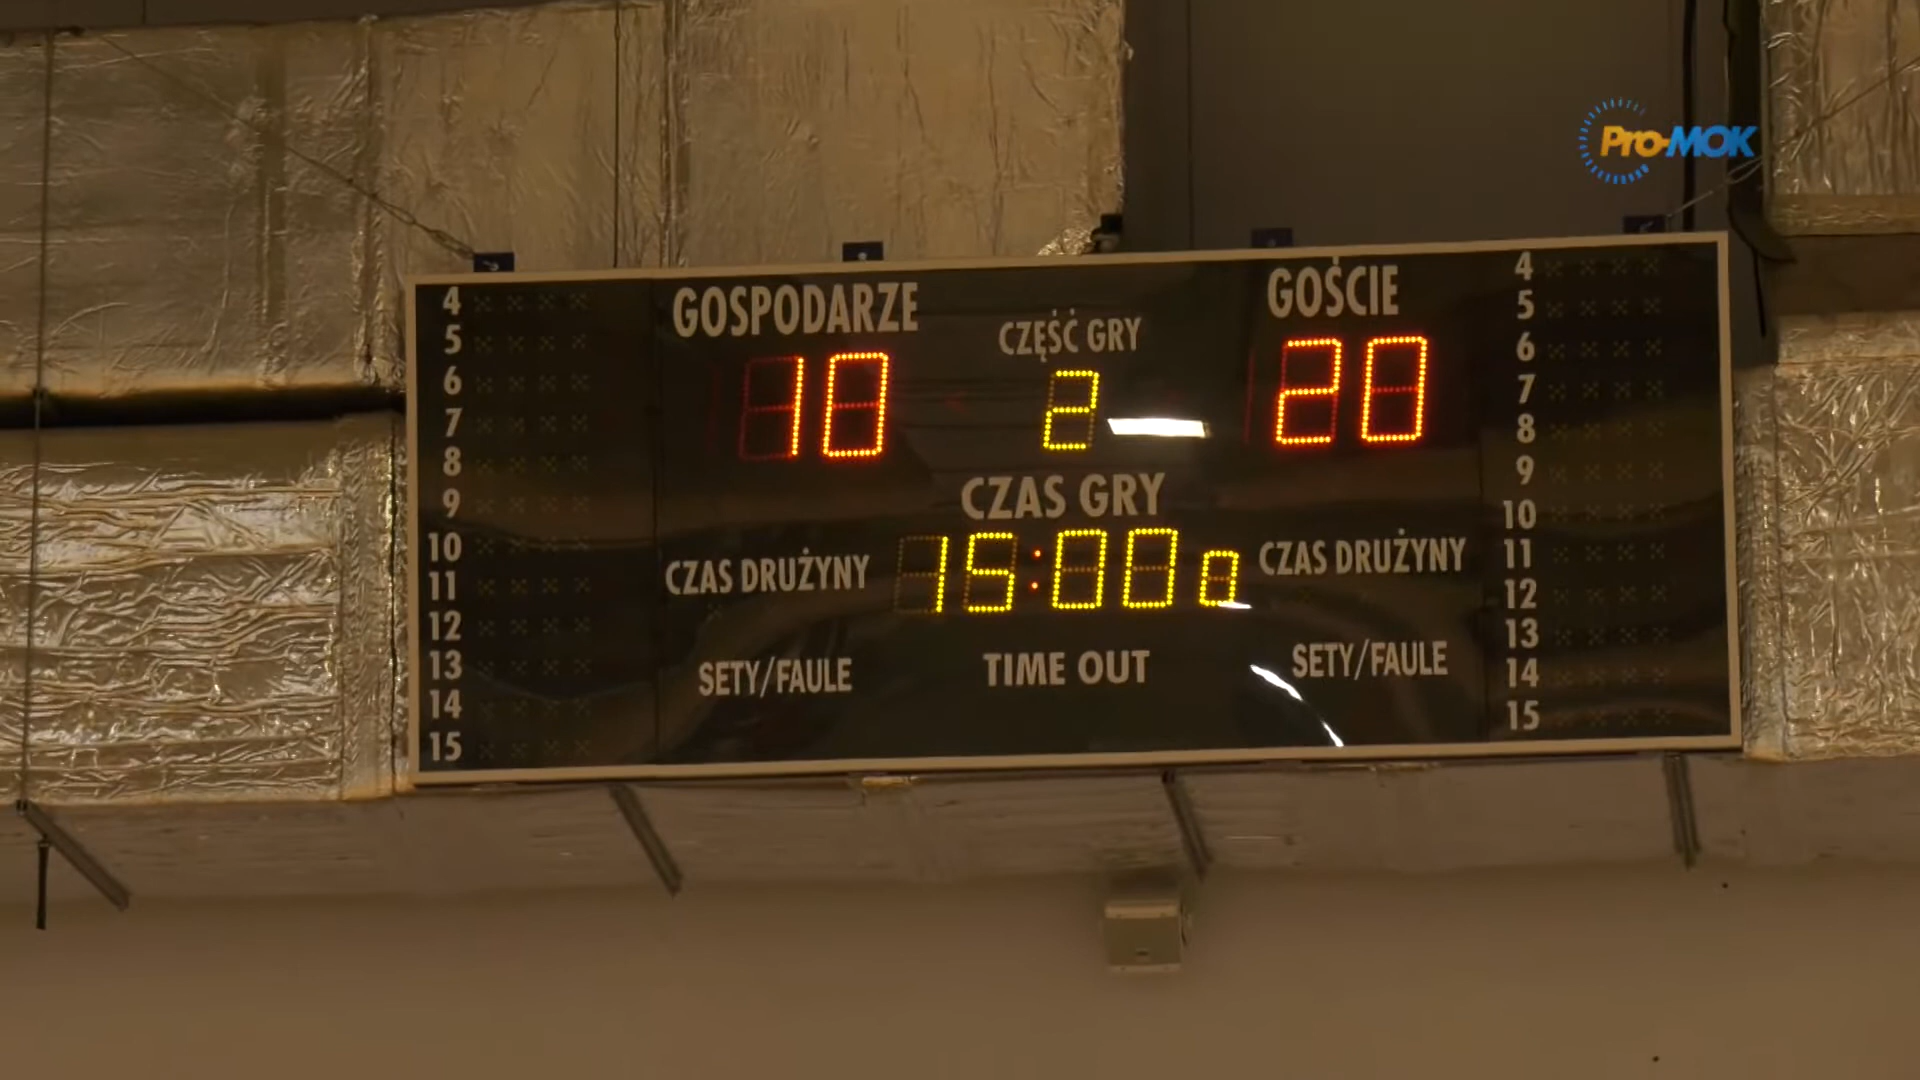 Pro-MOK
GOSPODARZE
CZĘŚĆ GRY
GOŚCIE
10
2
20
CZAS GRY
CZAS DRUŻYNY
15:00 0
CZAS DRUŻYNY
SETY/FAULE
TIME OUT
SETY/FAULE
4
5
6
7
8
9
10
11
12
13
14
15
4
5
6
7
8
9
10
11
12
13
14
15